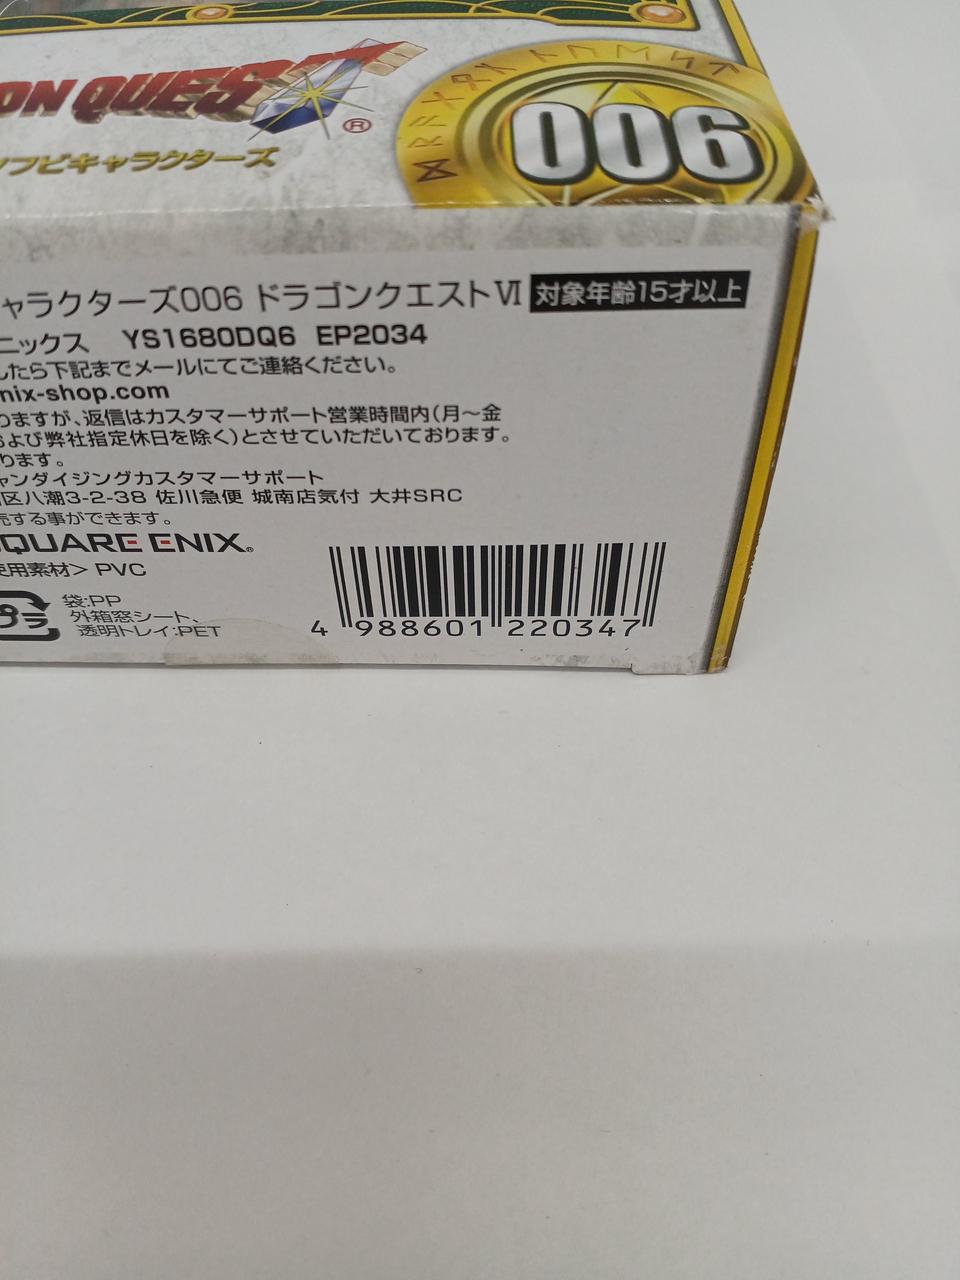 ON QUEST®
ソフビキャラクターズ
006
ャラクターズ006 ドラゴンクエストVI 対象年齢15才以上
ニックス YS1680DQ6 EP2034
したら下記までメールにてご連絡ください。
nix-shop.com
りますが、返信はカスタマーサポート営業時間内(月〜金
および弊社指定休日を除く)とさせていただいております。
ります。
ャンダイジングカスタマーサポート
区八潮3-2-38 佐川急便 城南店気付 大井SRC
売する事ができます。
SQUARE ENIX®
使用素材> PVC
プラ
袋:PP
外箱窓シート、
透明トレイ:PET
4 988601 220347